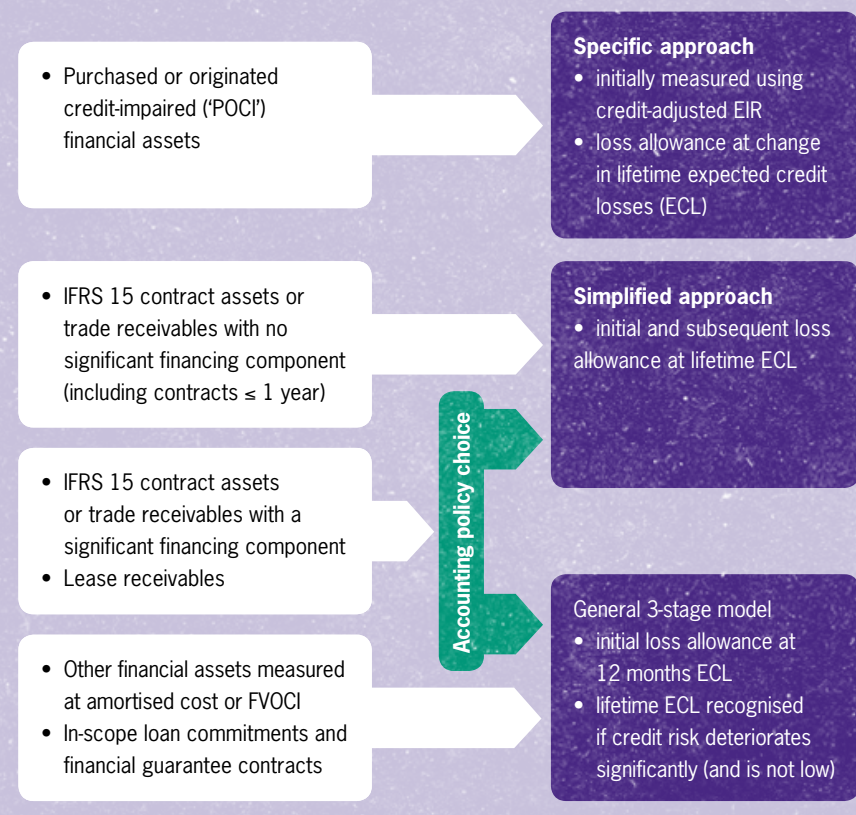 • Purchased or originated
credit-impaired (‘POCI’)
financial assets
Specific approach
• initially measured using
credit-adjusted EIR
• loss allowance at change
in lifetime expected credit
losses (ECL)
• IFRS 15 contract assets or
trade receivables with no
significant financing component
(including contracts ≤ 1 year)
Simplified approach
• initial and subsequent loss
allowance at lifetime ECL
• IFRS 15 contract assets
or trade receivables with a
significant financing component
• Lease receivables
Accounting policy choice
• Other financial assets measured
at amortised cost or FVOCI
• In-scope loan commitments and
financial guarantee contracts
General 3-stage model
• initial loss allowance at
12 months ECL
• lifetime ECL recognised
if credit risk deteriorates
significantly (and is not low)